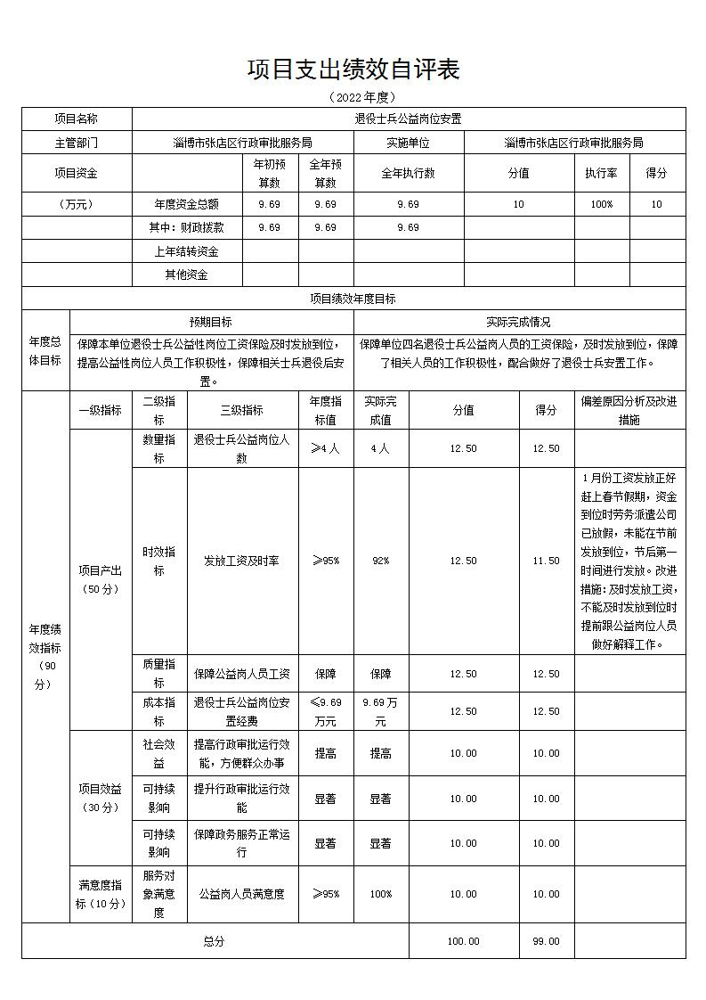 项目支出绩效自评表
（2022年度）
项目名称 退役士兵公益岗位安置
主管部门 淄博市张店区行政审批服务局 实施单位 淄博市张店区行政审批服务局
项目资金 年初预算数 全年预算数 全年执行数 分值 执行率 得分
（万元） 年度资金总额 9.69 9.69 9.69 10 100% 10
其中：财政拨款 9.69 9.69 9.69
上年结转资金
其他资金
项目绩效年度目标
年度总体目标 预期目标 实际完成情况
保障本单位退役士兵公益性岗位工资保险及时发放到位，
提高公益性岗位人员工作积极性，保障相关士兵退役后安
置。
保障单位四名退役士兵公益岗人员的工资保险，及时发放到位，保障
了相关人员的工作积极性，配合做好了退役士兵安置工作。
年度绩效指标（90分） 一级指标 二级指标 三级指标 年度指标值 实际完成值 分值 得分 偏差原因分析及改进措施
项目产出（50分） 数量指标 退役士兵公益岗位人数 ≥4人 4人 12.50 12.50
时效指标 发放工资及时率 ≥95% 92% 12.50 11.50
1月份工资发放正好
赶上春节假期，资金
到位时劳务派遣公司
已放假，未能在节前
发放到位，节后第一
时间进行发放。改进
措施：及时发放工资，
不能及时发放到位时
提前跟公益岗位人员
做好解释工作。
质量指标 保障公益岗人员工资 保障 保障 12.50 12.50
成本指标 退役士兵公益岗位安置经费 ≤9.69万元 9.69万元 12.50 12.50
项目效益（30分） 社会效益 提高行政审批运行效能，方便群众办事 提高 提高 10.00 10.00
可持续影响 提升行政审批运行效能 显著 显著 10.00 10.00
可持续影响 保障政务服务正常运行 显著 显著 10.00 10.00
满意度指标（10分） 服务对象满意度 公益岗人员满意度 ≥95% 100% 10.00 10.00
总分 100.00 99.00